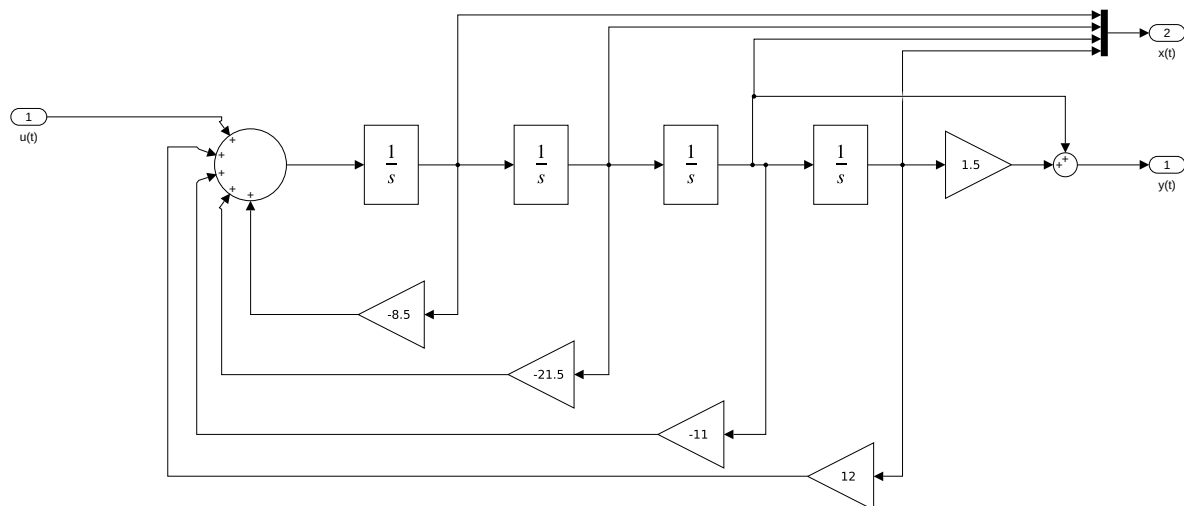 2
x(t)
1
u(t)
+
+
+
+
+
1
s
1
s
1
s
1
s
1.5
+
+
1
y(t)
-8.5
-21.5
-11
12